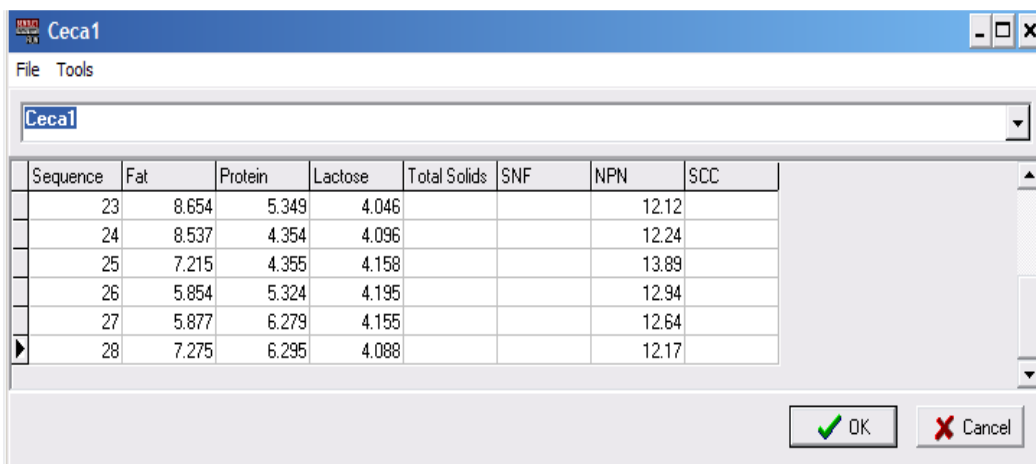 Ceca1
File Tools
Ceca1
Sequence Fat Protein Lactose Total Solids SNF NPN SCC
23 8.654 5.349 4.046 12.12
24 8.537 4.354 4.096 12.24
25 7.215 4.355 4.158 13.89
26 5.854 5.324 4.195 12.94
27 5.877 6.279 4.155 12.64
28 7.275 6.295 4.088 12.17
OK Cancel